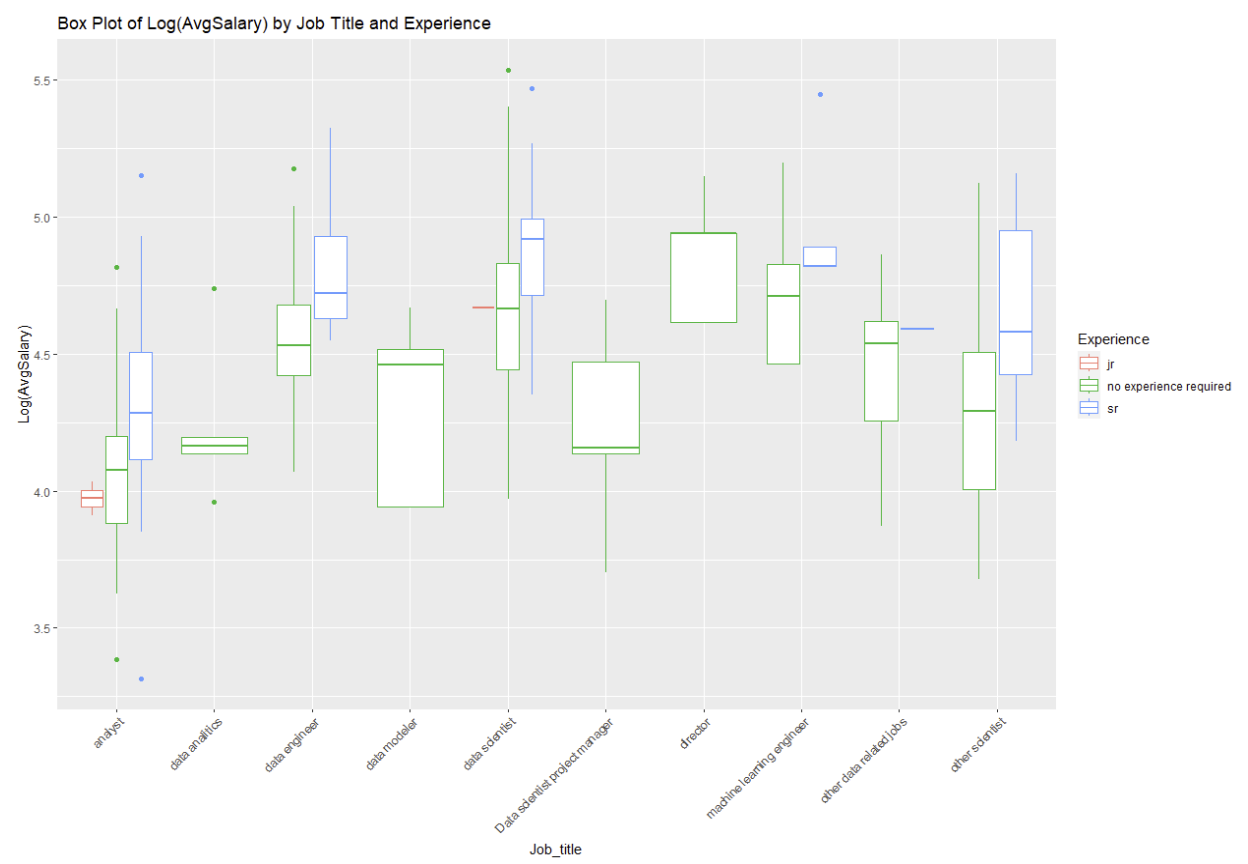 Box Plot of Log(AvgSalary) by Job Title and Experience
5.5
5.0
4.5
4.0
3.5
Log(AvgSalary)
analyst
data analitics
data engineer
data modeler
data scientist
Data scientist project manager
director
machine learning engineer
other data related jobs
other scientist
Job_title
Experience
jr
no experience required
sr